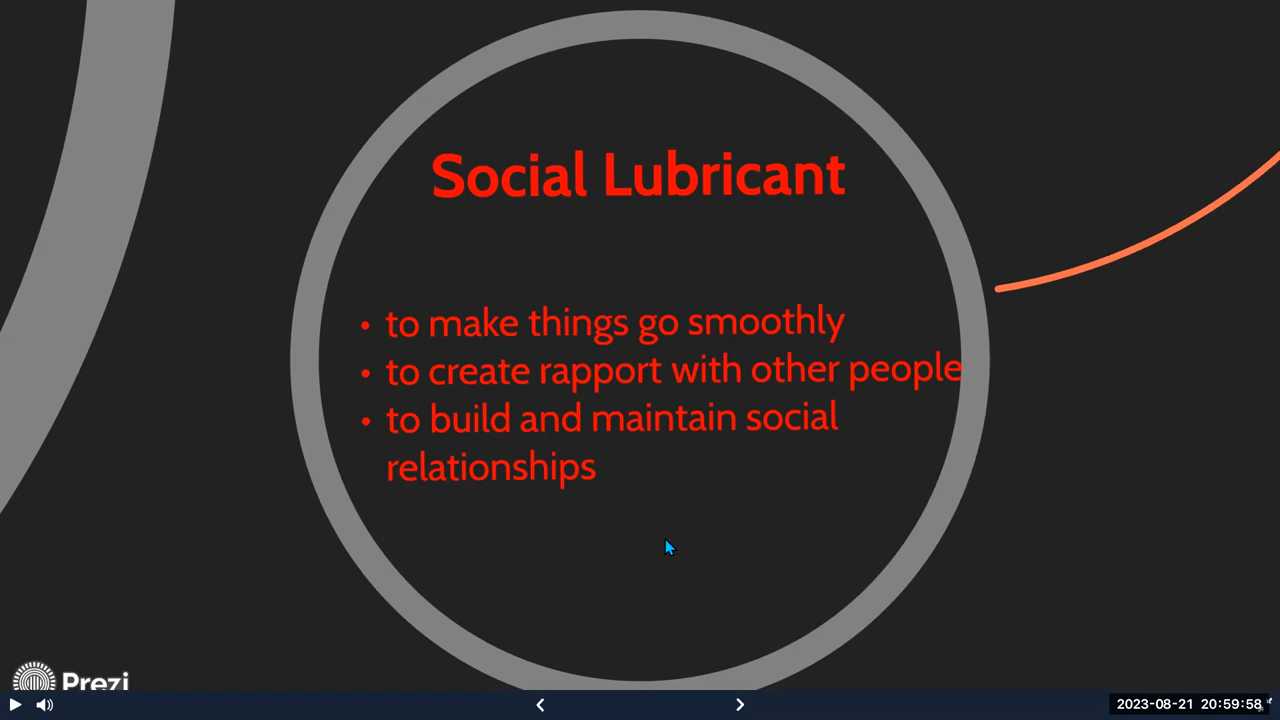 Social Lubricant
• to make things go smoothly
• to create rapport with other people
• to build and maintain social
relationships
Prezi
2023-08-21 20:59:58